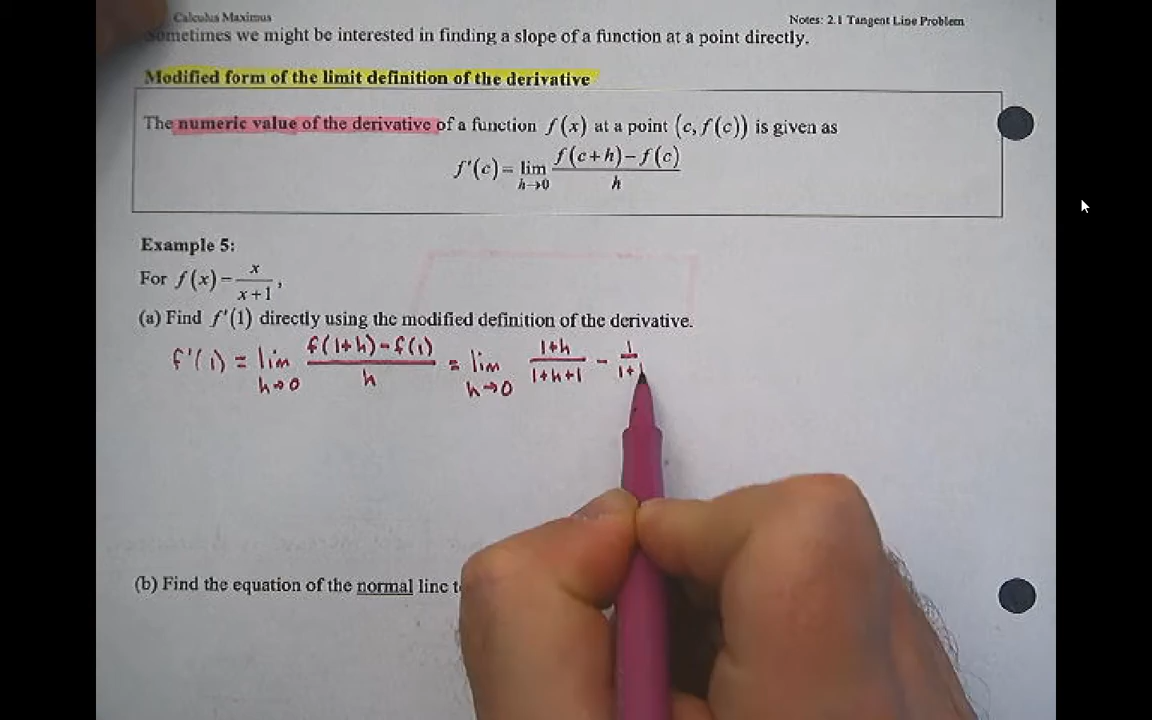 Calculus Maximus
Notes: 2.1 Tangent Line Problem
Sometimes we might be interested in finding a slope of a function at a point directly.
Modified form of the limit definition of the derivative
The numeric value of the derivative of a function f(x) at a point (c, f(c)) is given as
f'(c) = lim h→0 f(c+h) − f(c) / h
Example 5:
For f(x) = x / x+1,
(a) Find f'(1) directly using the modified definition of the derivative.
f'(1) = lim h→0 f(1+h) − f(1) / h = lim h→0 1+h / 1+h+1 − 1 / 1+1
(b) Find the equation of the normal line t